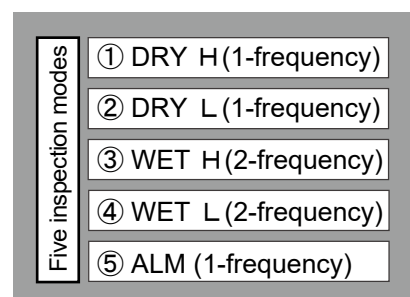 Five inspection modes
① DRY H (1-frequency)
② DRY L (1-frequency)
③ WET H (2-frequency)
④ WET L (2-frequency)
⑤ ALM (1-frequency)